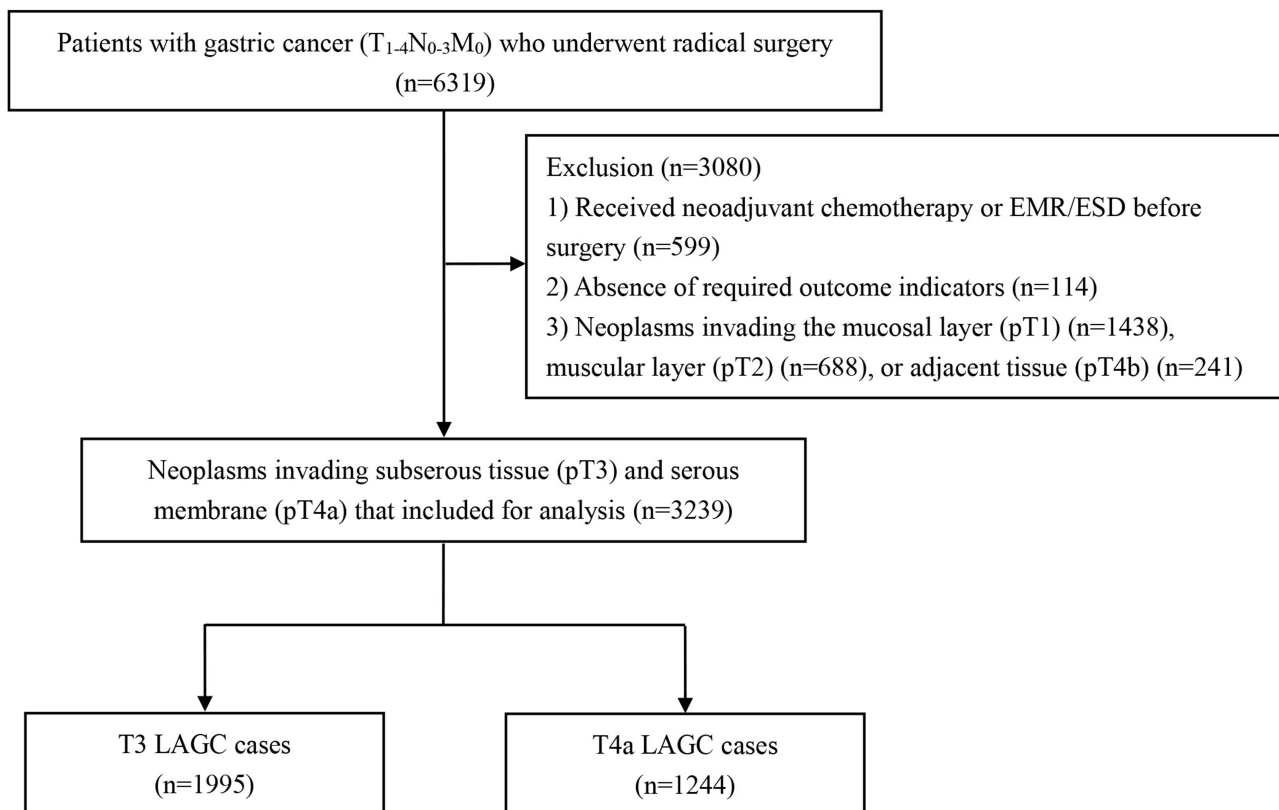 Patients with gastric cancer (T₁₋₄N₀₋₃M₀) who underwent radical surgery
(n=6319)
Exclusion (n=3080)
1) Received neoadjuvant chemotherapy or EMR/ESD before
surgery (n=599)
2) Absence of required outcome indicators (n=114)
3) Neoplasms invading the mucosal layer (pT1) (n=1438),
muscular layer (pT2) (n=688), or adjacent tissue (pT4b) (n=241)
Neoplasms invading subserous tissue (pT3) and serous
membrane (pT4a) that included for analysis (n=3239)
T3 LAGC cases
(n=1995)
T4a LAGC cases
(n=1244)